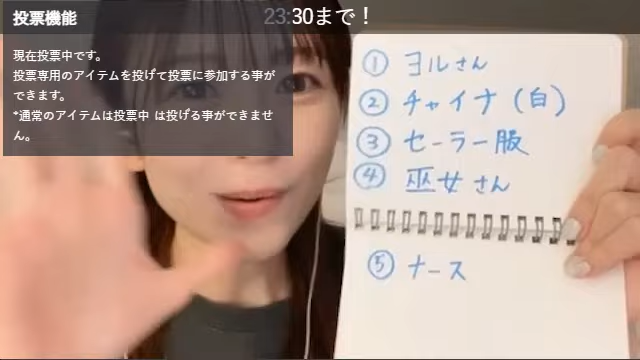 投票機能
23:30まで！
現在投票中です。
投票専用のアイテムを投げて投票に参加する事が
できます。
*通常のアイテムは投票中 は投げる事ができませ
ん。
① ヨルさん
② チャイナ（白）
③ セーラー服
④ 巫女さん
⑤ ナース